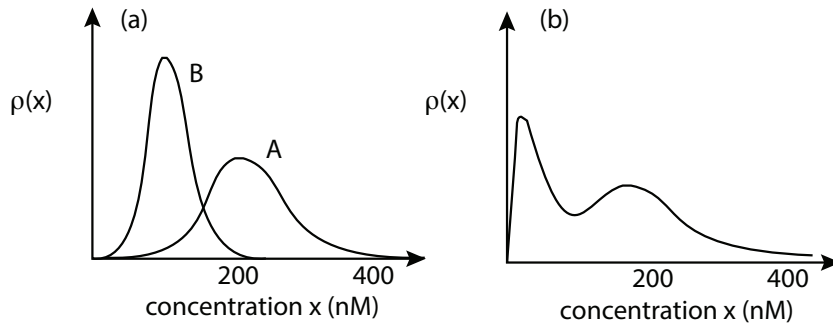 (a)
B
A
ρ(x)
200
400
concentration x (nM)
(b)
ρ(x)
200
400
concentration x (nM)